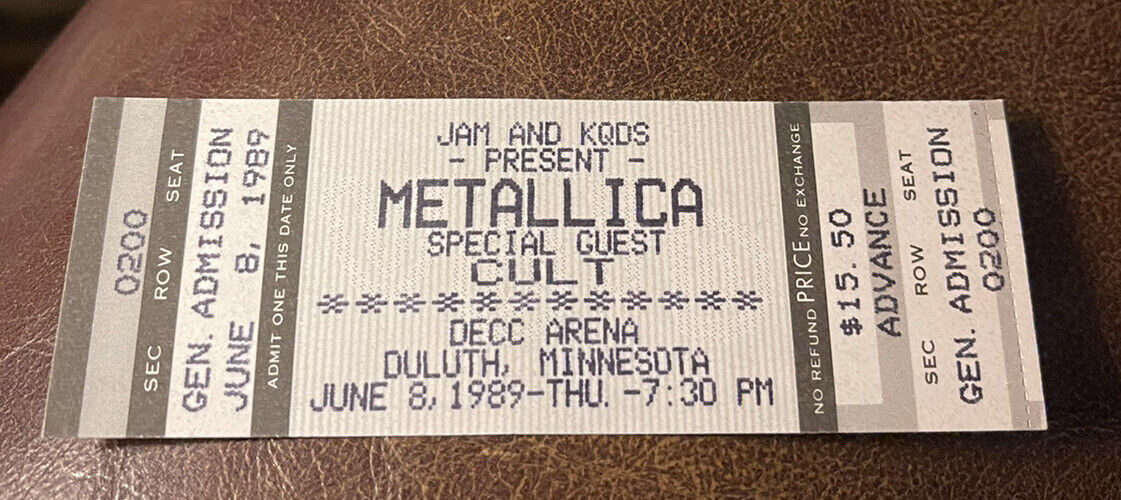 0200
SEC ROW SEAT
GEN. ADMISSION
JUNE 8, 1989
ADMIT ONE THIS DATE ONLY
JAM AND KQDS
- PRESENT -
METALLICA
SPECIAL GUEST
CULT
************
DECC ARENA
DULUTH, MINNESOTA
JUNE 8, 1989-THU. -7:30 PM
NO REFUND PRICE NO EXCHANGE
$15.50
ADVANCE
SEC ROW SEAT
GEN. ADMISSION
0200